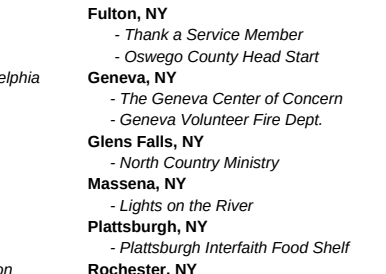 Fulton, NY
- Thank a Service Member
- Oswego County Head Start
Geneva, NY
- The Geneva Center of Concern
- Geneva Volunteer Fire Dept.
Glens Falls, NY
- North Country Ministry
Massena, NY
- Lights on the River
Plattsburgh, NY
- Plattsburgh Interfaith Food Shelf
Rochester, NY